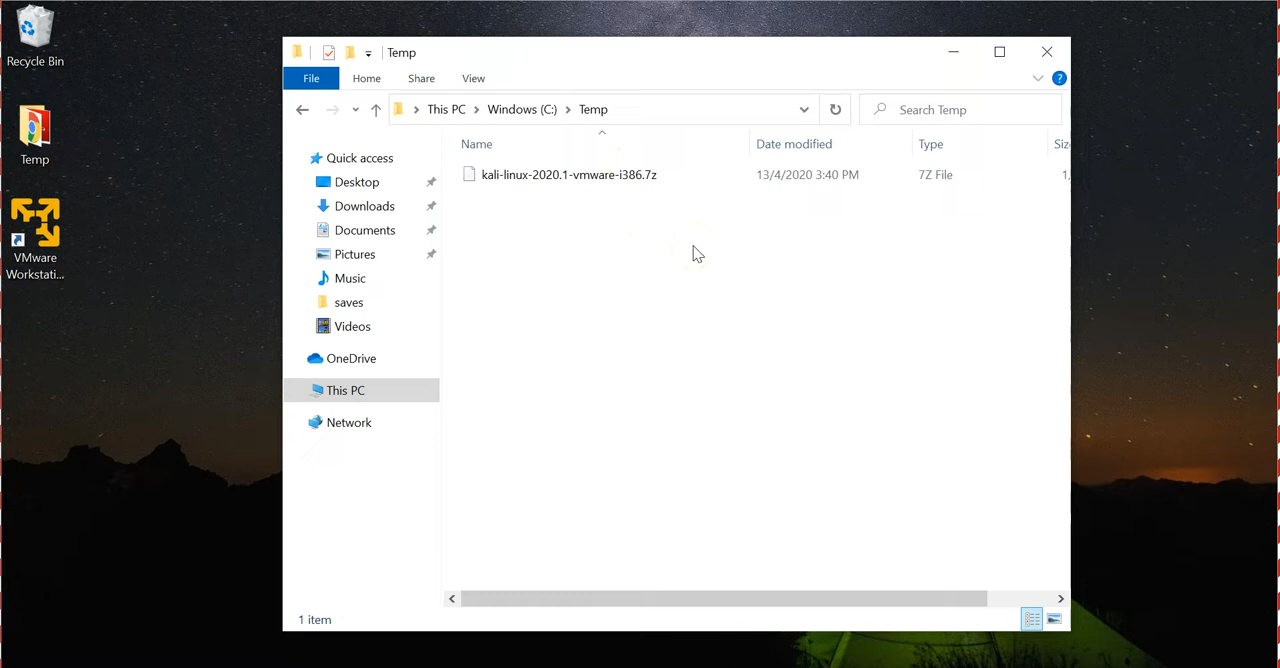 Recycle Bin
Temp
VMware
Workstati...
Temp
File
Home
Share
View
This PC
Windows (C:)
Temp
Search Temp
Quick access
Desktop
Downloads
Documents
Pictures
Music
saves
Videos
OneDrive
This PC
Network
Name
Date modified
Type
Siz
kali-linux-2020.1-vmware-i386.7z
13/4/2020 3:40 PM
7Z File
1,
1 item